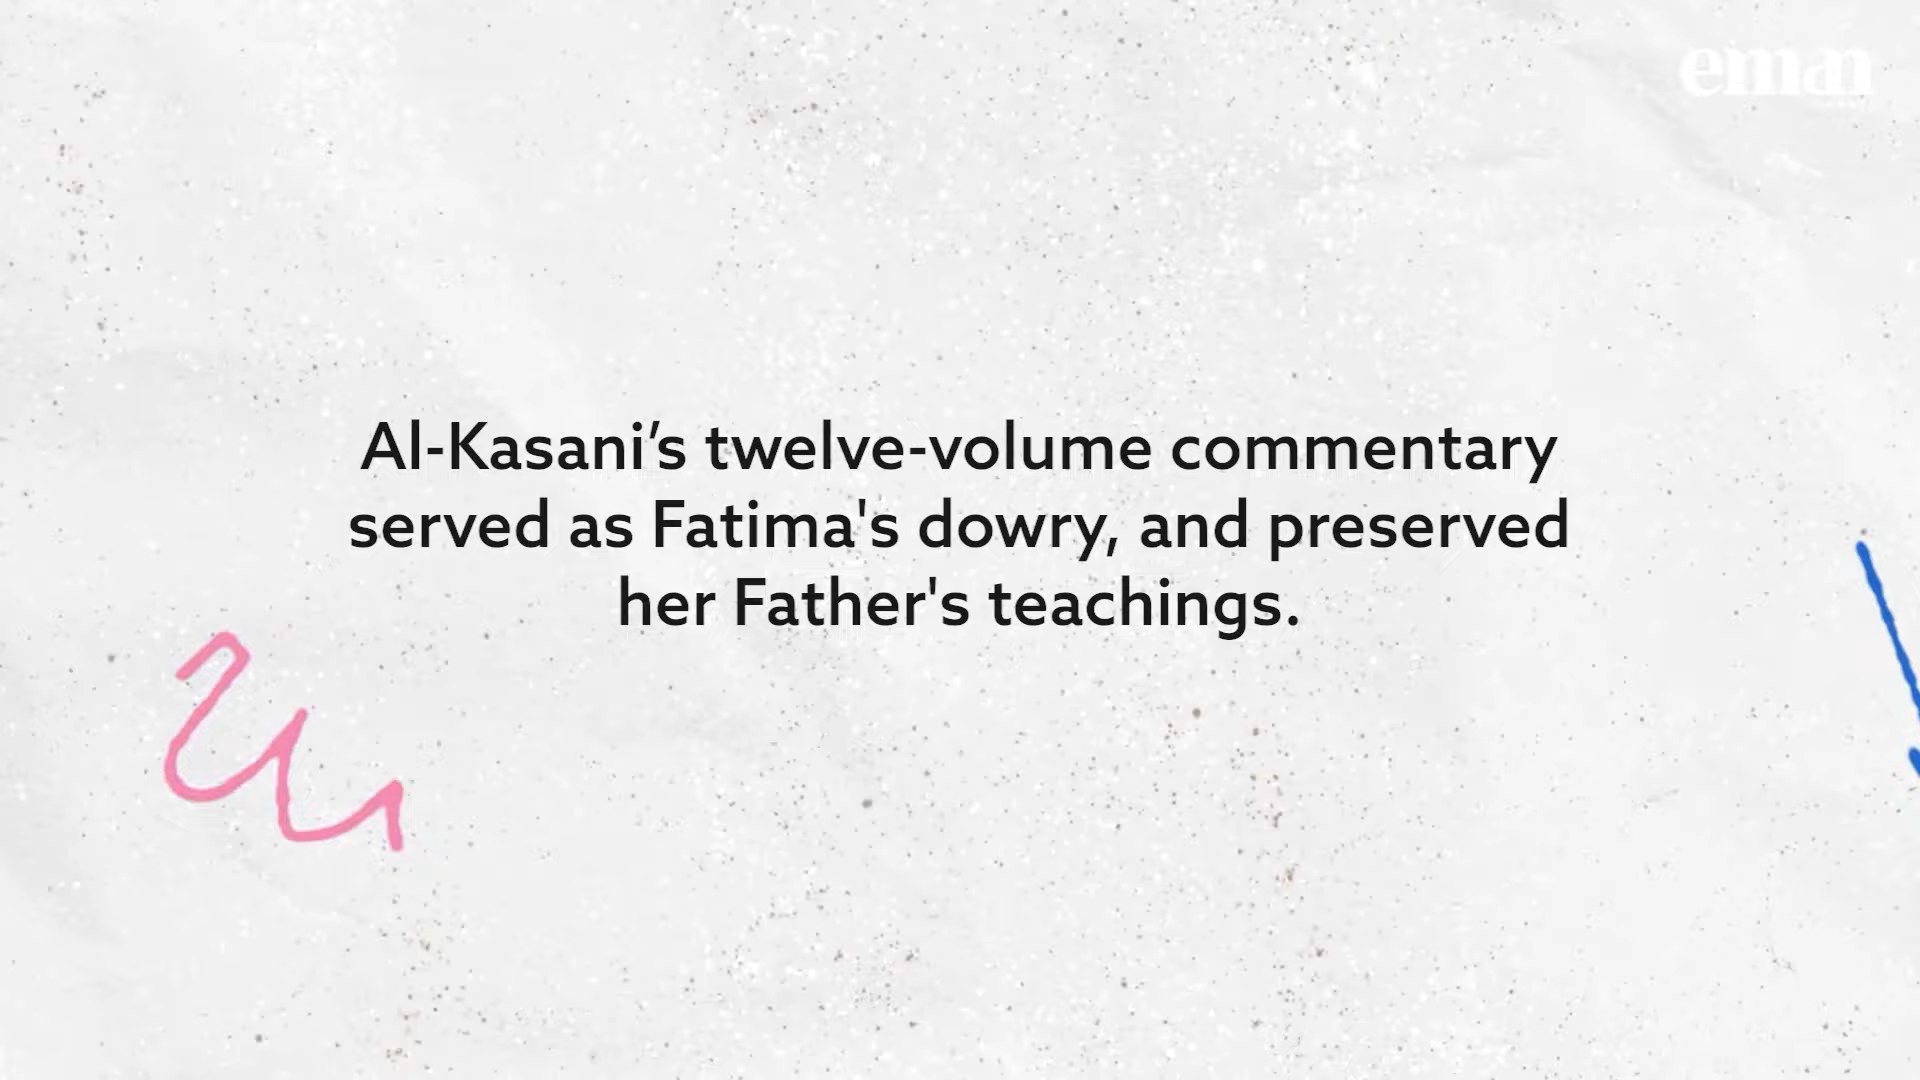 eman
Al-Kasani’s twelve-volume commentary
served as Fatima's dowry, and preserved
her Father's teachings.